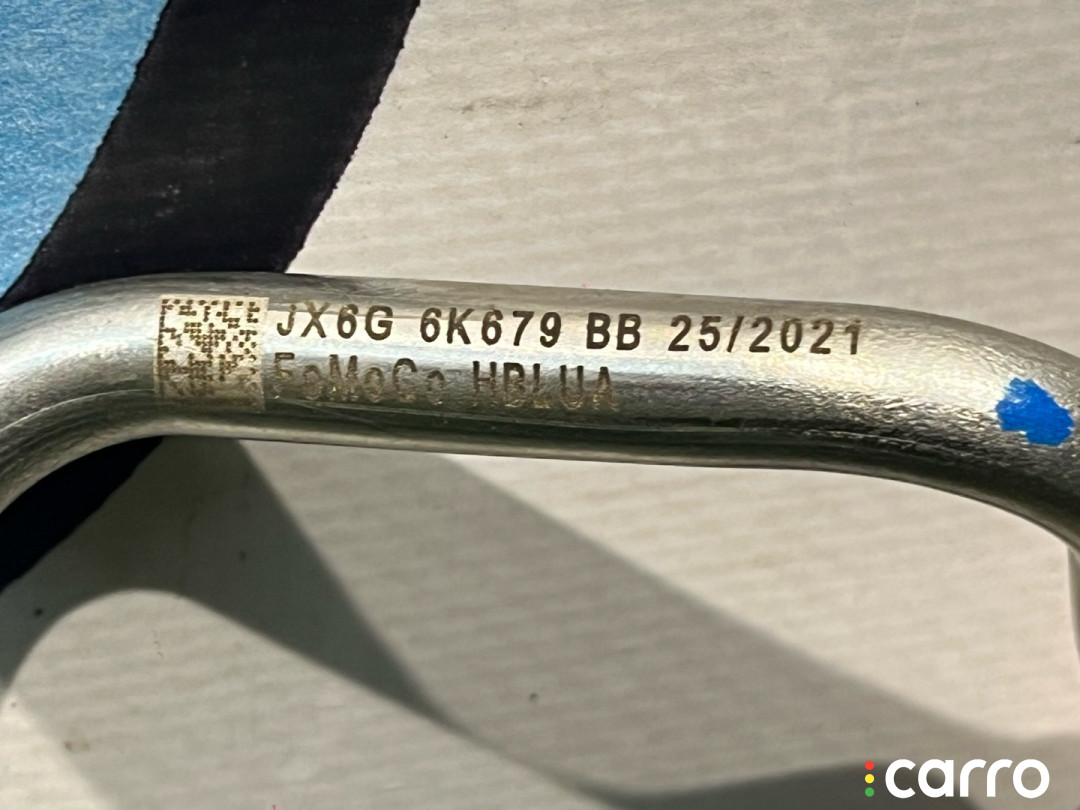 JX6G 6K679 BB 25/2021
FoMoCo HBLUA
carro